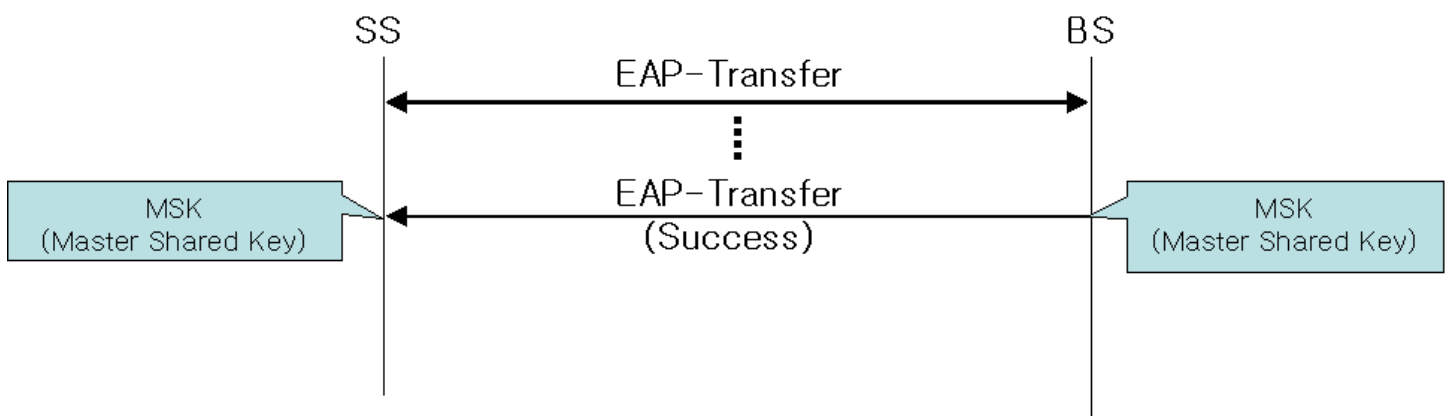 SS
BS
EAP-Transfer
EAP-Transfer
(Success)
MSK
(Master Shared Key)
MSK
(Master Shared Key)